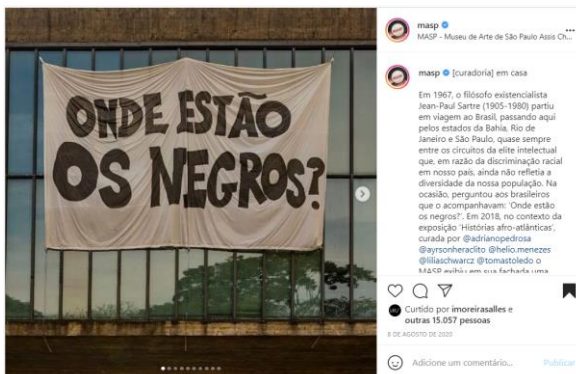 ONDE ESTÃO
OS NEGROS?
masp
MASP - Museu de Arte de São Paulo Assis Ch...
masp [curadoria] em casa
Em 1967, o filósofo existencialista
Jean-Paul Sartre (1905-1980) partiu
em viagem ao Brasil, passando aqui
pelos estados da Bahia, Rio de
Janeiro e São Paulo, quase sempre
entre os circuitos da elite intelectual
que, em razão da discriminação racial
em nosso país, ainda não refletia a
diversidade da nossa população. Na
ocasião, perguntou aos brasileiros
que o acompanhavam: 'Onde estão
os negros?'. Em 2018, no contexto da
exposição 'Histórias afro-atlânticas',
curada por @adrianopedrosa
@ayrsonheraclito @helio.menezes
@liliaschwarcz @tomastoledo o
MASP exibiu em sua fachada uma
Curtido por imoreirasalles e
outras 15.057 pessoas
8 DE AGOSTO DE 2020
Adicione um comentário... Publicar